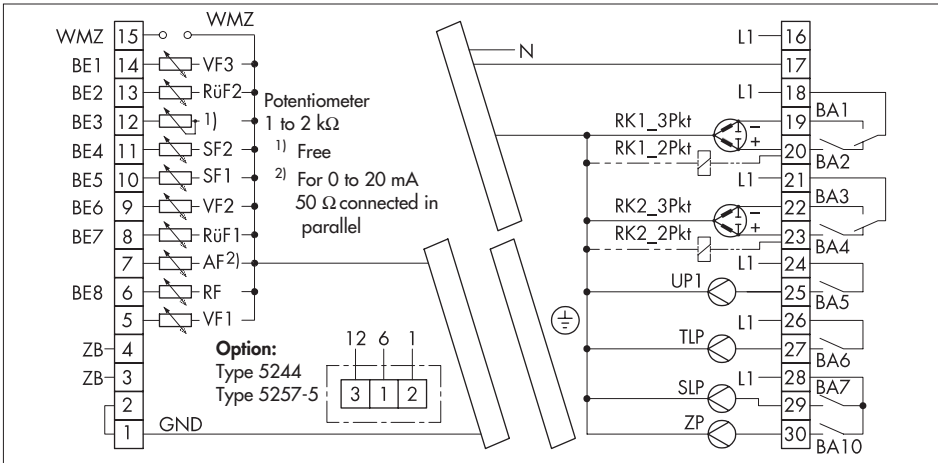 WMZ
WMZ 15
BE1 14 VF3
BE2 13 RüF2
BE3 12 1)
BE4 11 SF2
BE5 10 SF1
BE6 9 VF2
BE7 8 RüF1
7 AF2)
BE8 6 RF
5 VF1
ZB 4
ZB 3
2
1 GND
Potentiometer
1 to 2 kΩ
1) Free
2) For 0 to 20 mA
50 Ω connected in
parallel
Option:
Type 5244
Type 5257-5
12 6 1
3 1 2
N
L1 16
17
L1 18
BA1
RK1_3Pkt − 19
+ 20
RK1_2Pkt
BA2
L1 21
BA3
RK2_3Pkt − 22
+ 23
RK2_2Pkt
BA4
L1 24
UP1 25
BA5
L1 26
TLP 27
BA6
L1 28
BA7
SLP 29
ZP 30
BA10